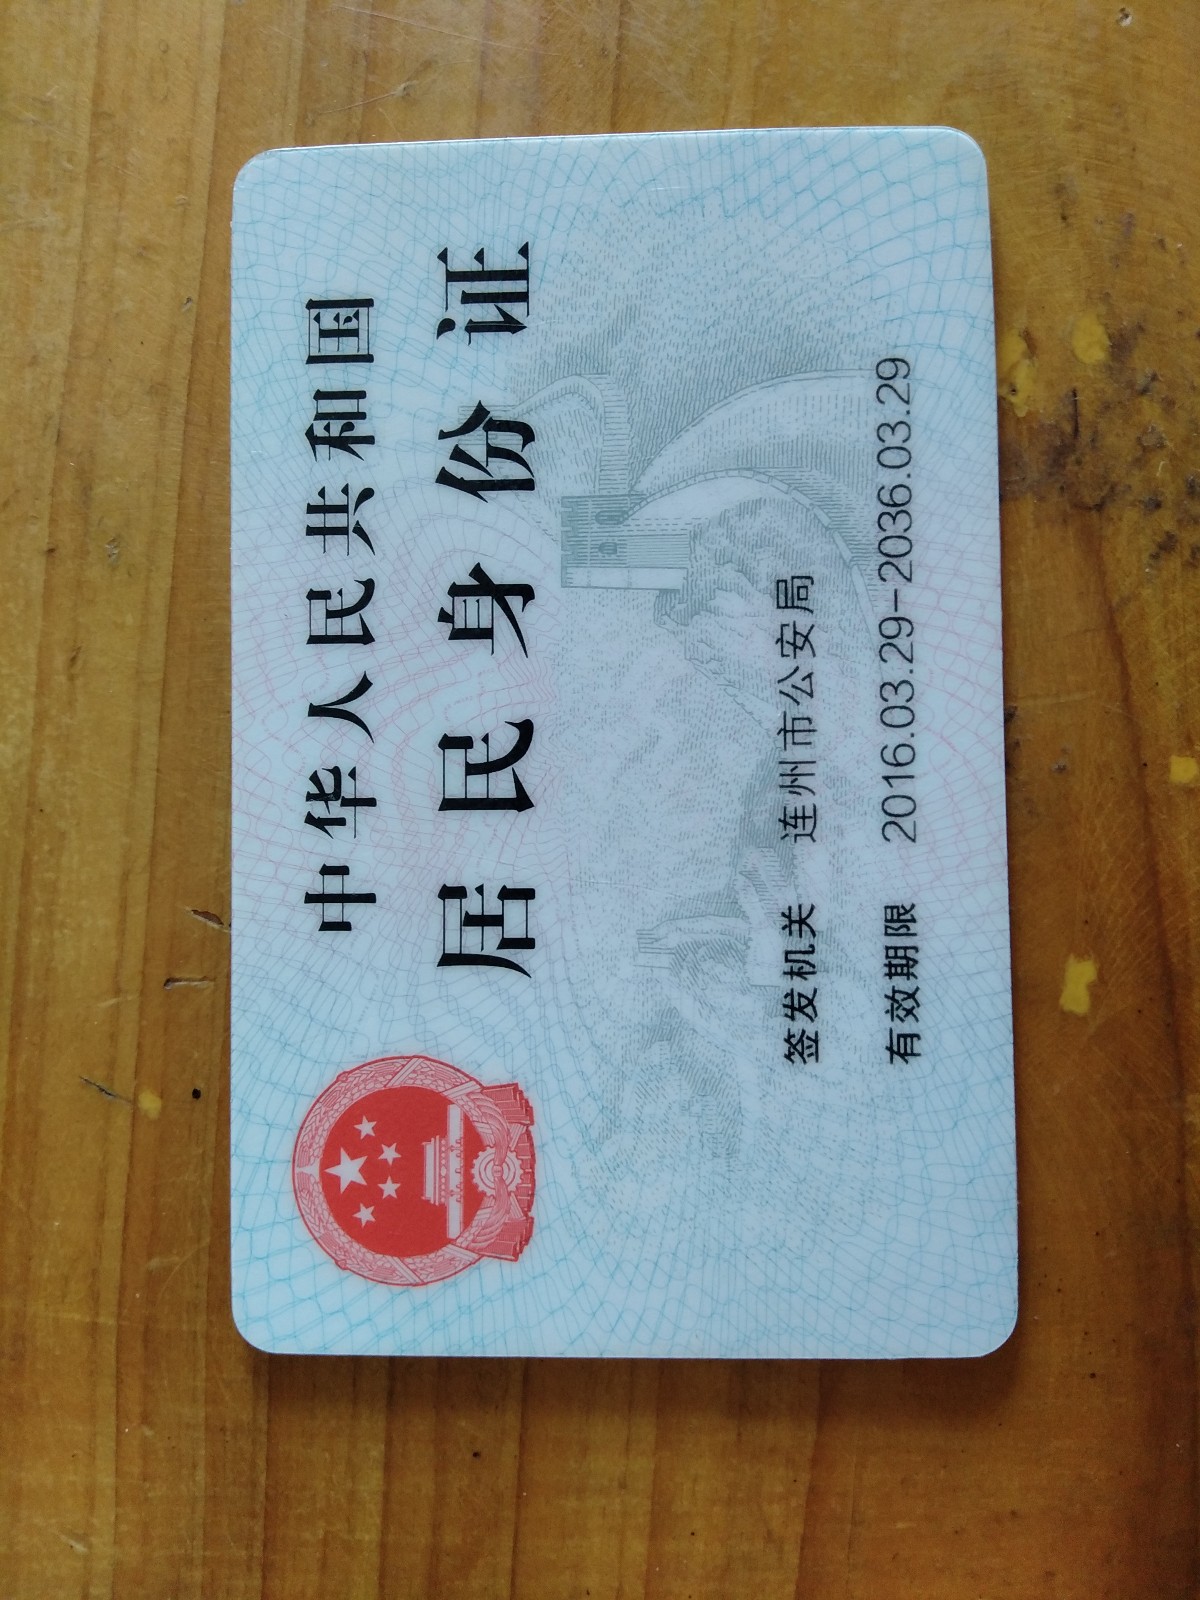 中华人民共和国
居民身份证
签发机关 连州市公安局
有效期限 2016.03.29-2036.03.29